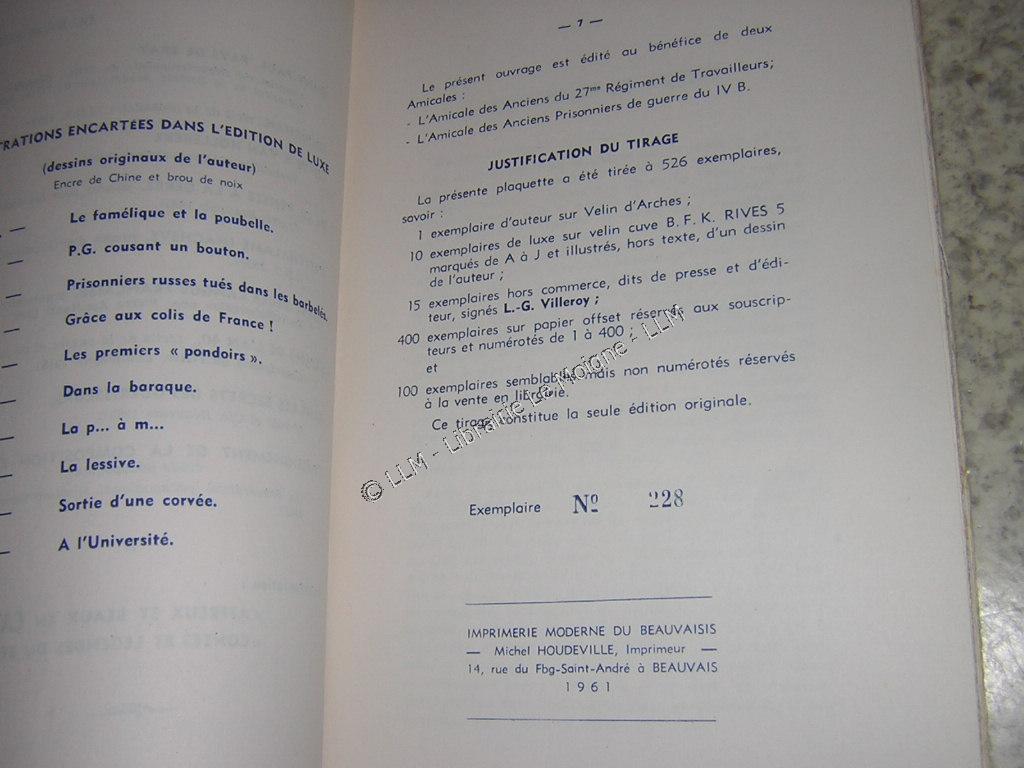 TRATIONS ENCARTÉES DANS L'EDITION DE LUXE
(dessins originaux de l'auteur)
Encre de Chine et brou de noix
— Le famélique et la poubelle.
— P.G. cousant un bouton.
— Prisonniers russes tués dans les barbelés.
— Grâce aux colis de France !
— Les premiers « pondoirs ».
— Dans la baraque.
— La p... à m...
— La lessive.
— Sortie d'une corvée.
— A l'Université.
— 7 —
Le présent ouvrage est édité au bénéfice de deux
Amicales :
- L'Amicale des Anciens du 27me Régiment de Travailleurs;
- L'Amicale des Anciens Prisonniers de guerre du IV B.
JUSTIFICATION DU TIRAGE
La présente plaquette a été tirée à 526 exemplaires,
savoir :
1 exemplaire d'auteur sur Velin d'Arches ;
10 exemplaires de luxe sur velin cuve B.F.K. RIVES 5
marqués de A à J et illustrés, hors texte, d'un dessin
de l'auteur ;
15 exemplaires hors commerce, dits de presse et d'édi-
teur, signés L.-G. Villeroy ;
400 exemplaires sur papier offset réservés aux souscrip-
teurs et numérotés de 1 à 400 ;
et
100 exemplaires semblables mais non numérotés réservés
à la vente en librairie.
Ce tirage constitue la seule édition originale.
© LLM - Librairie Le Moigne - LLM
Exemplaire Nº 228
IMPRIMERIE MODERNE DU BEAUVAISIS
— Michel HOUDEVILLE, Imprimeur —
14, rue du Fbg-Saint-André à BEAUVAIS
1961